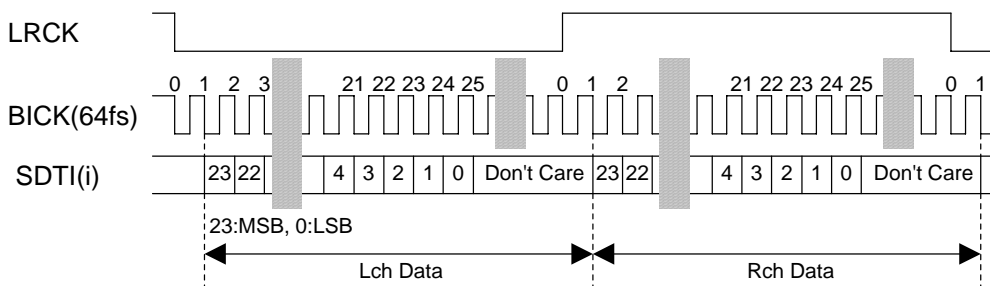 LRCK
0 1 2 3 21 22 23 24 25 0 1 2 21 22 23 24 25 0 1
BICK(64fs)
SDTI(i) 23 22 4 3 2 1 0 Don't Care 23 22 4 3 2 1 0 Don't Care
23:MSB, 0:LSB
Lch Data Rch Data